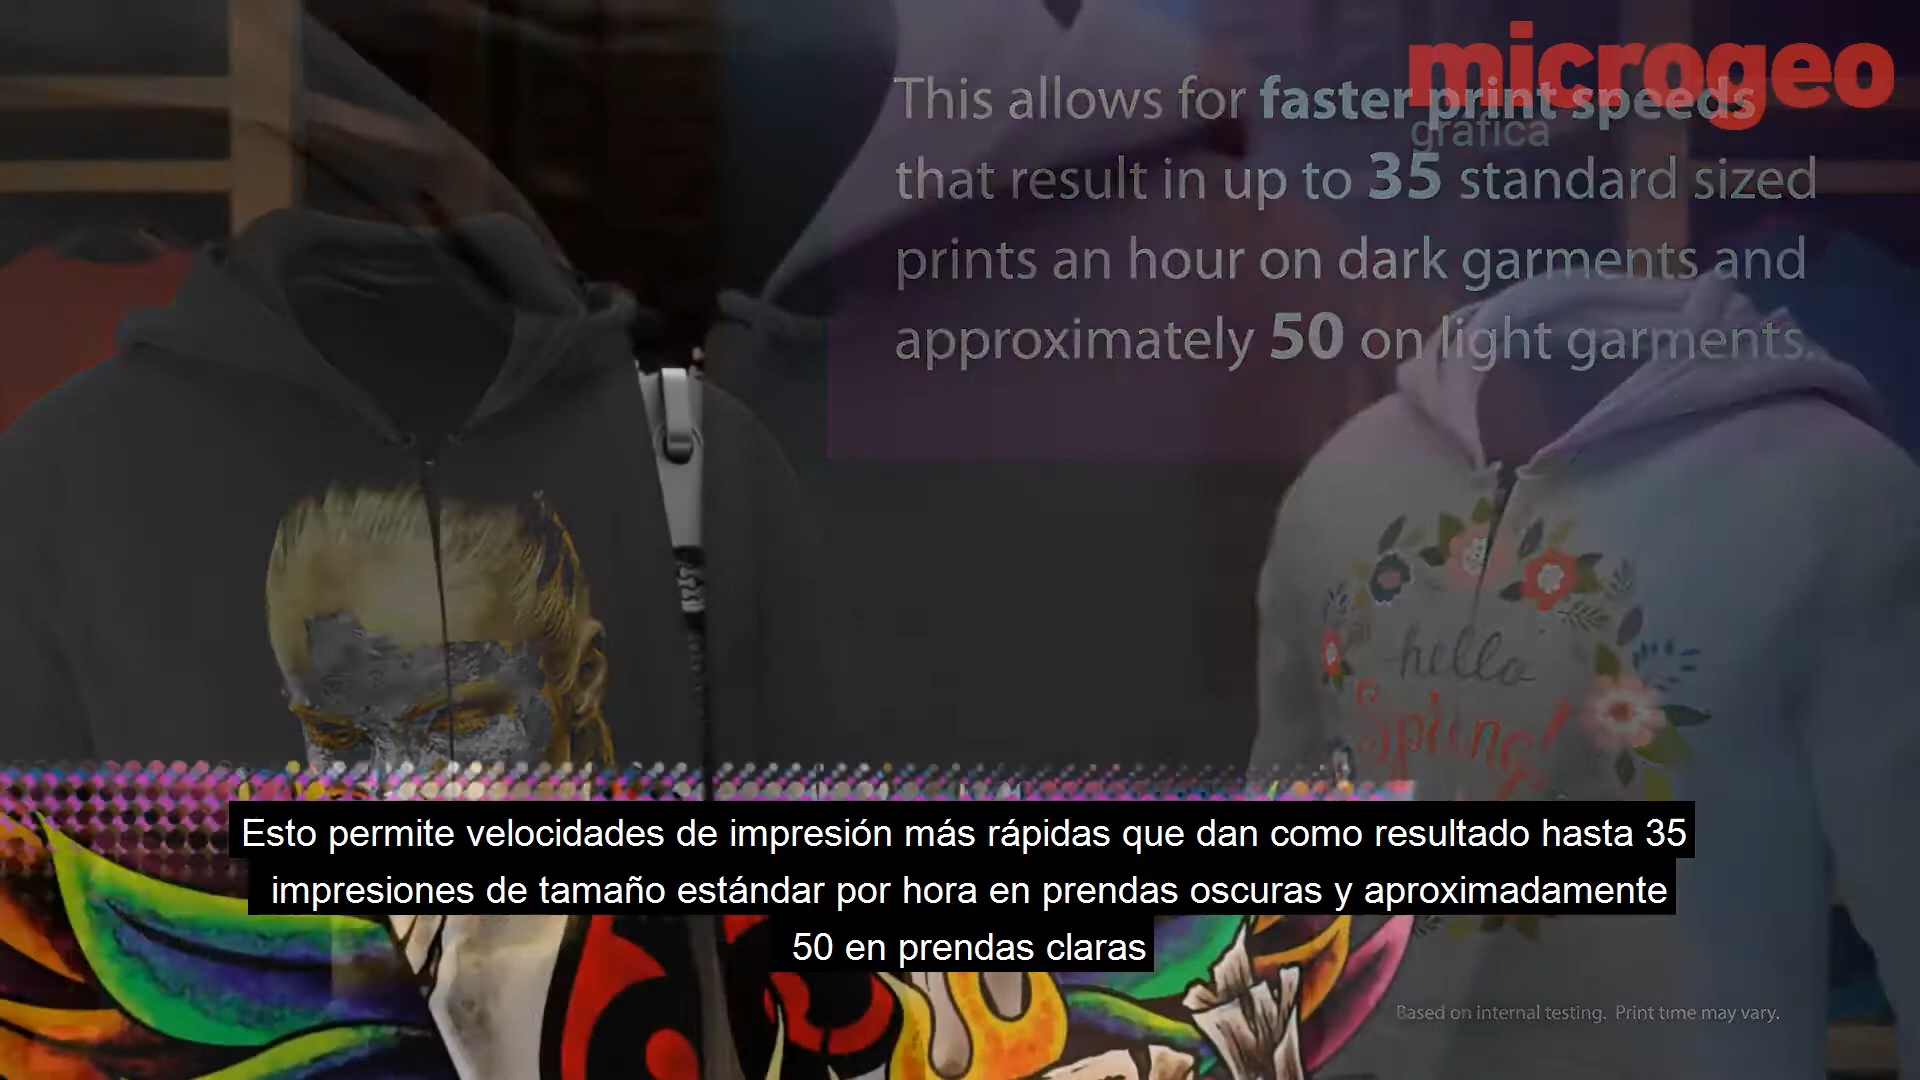 microgeo
grafica
This allows for faster print speeds
that result in up to 35 standard sized
prints an hour on dark garments and
approximately 50 on light garments.
hello
Spring!
Esto permite velocidades de impresión más rápidas que dan como resultado hasta 35
impresiones de tamaño estándar por hora en prendas oscuras y aproximadamente
50 en prendas claras
Based on internal testing. Print time may vary.